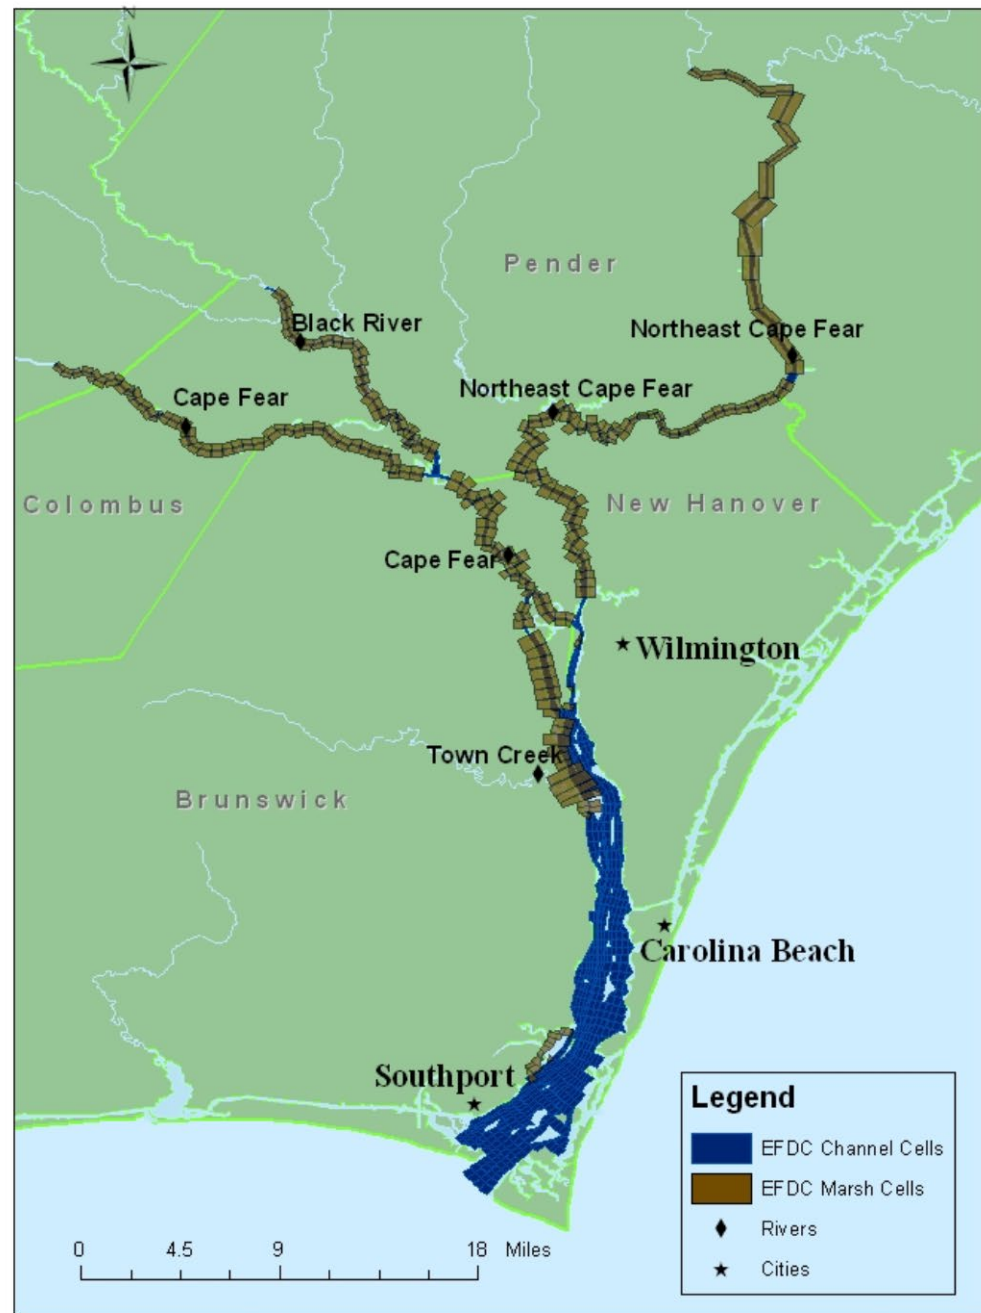 N
Pender
Black River
Northeast Cape Fear
Cape Fear
Northeast Cape Fear
Colombus
New Hanover
Cape Fear
Wilmington
Town Creek
Brunswick
Carolina Beach
Southport
Legend
EFDC Channel Cells
EFDC Marsh Cells
Rivers
Cities
0 4.5 9 18 Miles